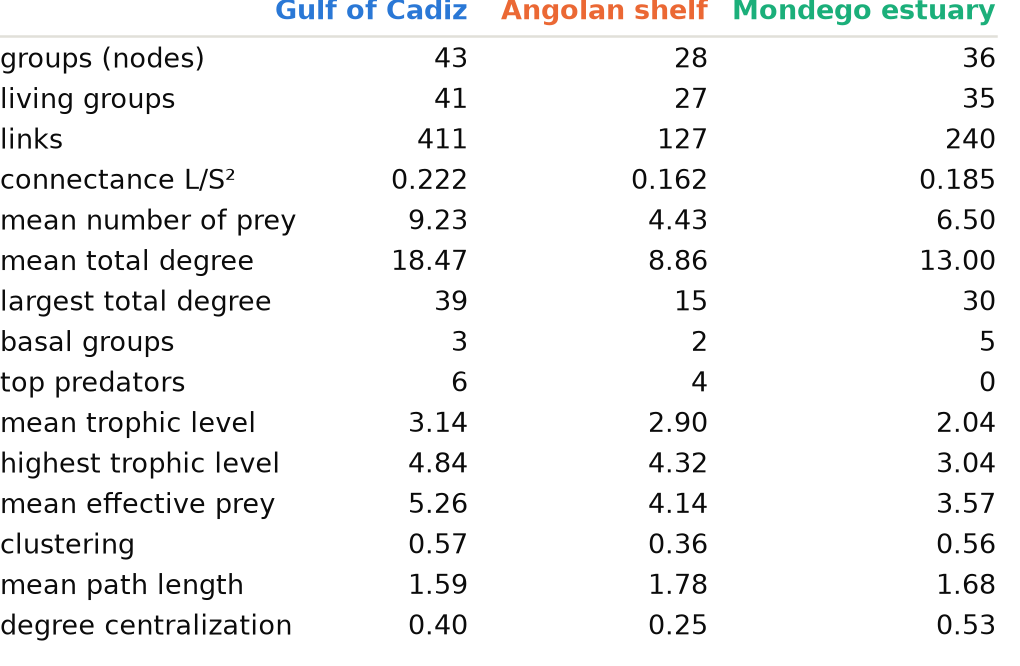 Gulf of Cadiz Angolan shelf Mondego estuary
groups (nodes) 43 28 36
living groups 41 27 35
links 411 127 240
connectance L/S² 0.222 0.162 0.185
mean number of prey 9.23 4.43 6.50
mean total degree 18.47 8.86 13.00
largest total degree 39 15 30
basal groups 3 2 5
top predators 6 4 0
mean trophic level 3.14 2.90 2.04
highest trophic level 4.84 4.32 3.04
mean effective prey 5.26 4.14 3.57
clustering 0.57 0.36 0.56
mean path length 1.59 1.78 1.68
degree centralization 0.40 0.25 0.53